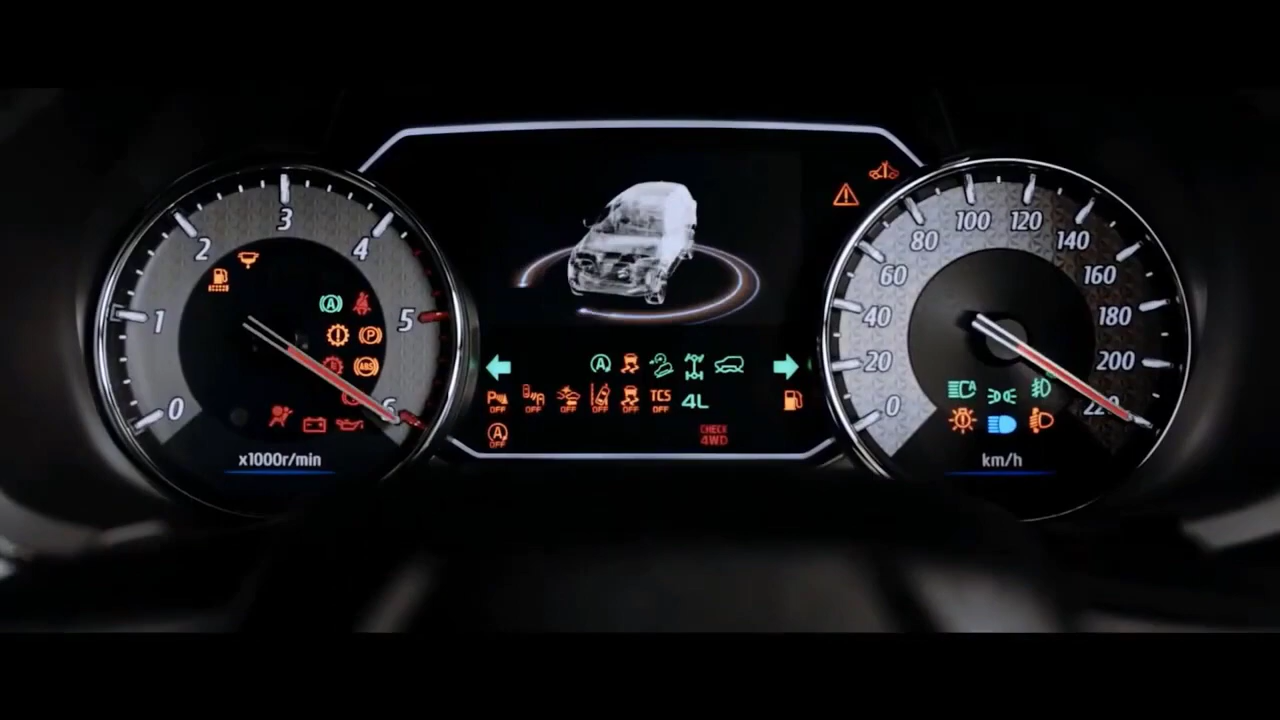 0
1
2
3
4
5
6
x1000r/min
A
P
ABS
A
P OFF
OFF
OFF
OFF
OFF
TCS OFF
4L
A OFF
CHECK
4WD
0
20
40
60
80
100
120
140
160
180
200
220
A
km/h